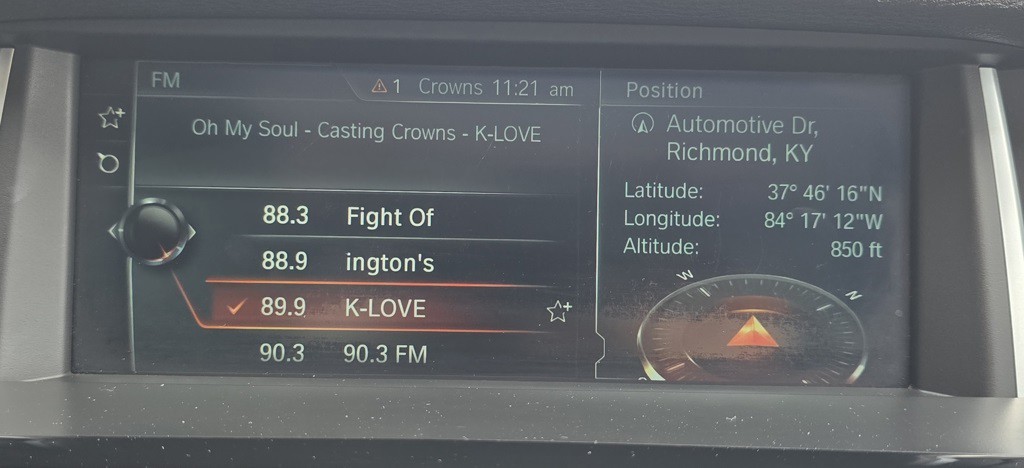 FM
1 Crowns 11:21 am
Oh My Soul - Casting Crowns - K-LOVE
88.3 Fight Of
88.9 ington's
89.9 K-LOVE
90.3 90.3 FM
Position
Automotive Dr,
Richmond, KY
Latitude: 37° 46' 16"N
Longitude: 84° 17' 12"W
Altitude: 850 ft
W
N